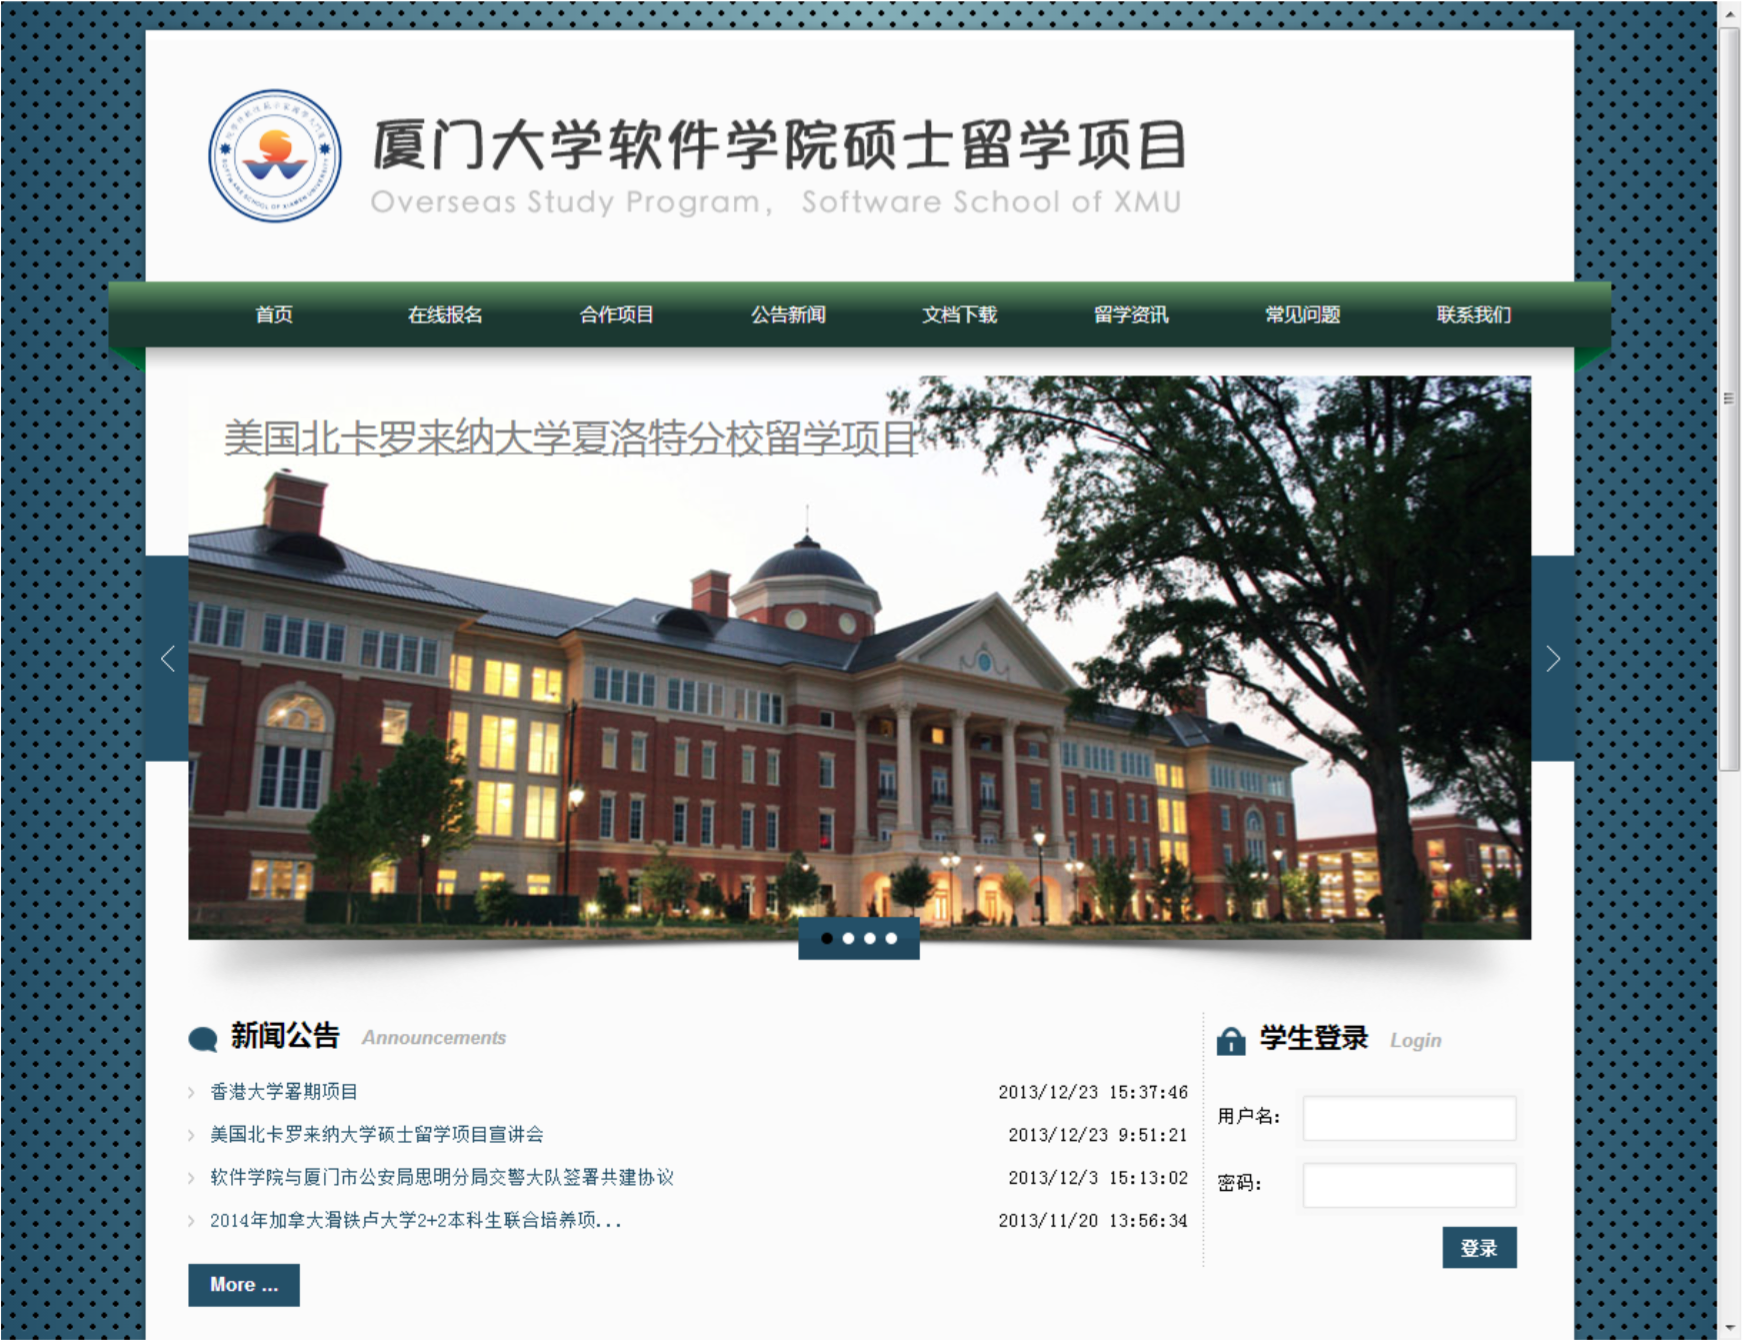 厦门大学软件学院硕士留学项目
Overseas Study Program, Software School of XMU
首页 在线报名 合作项目 公告新闻 文档下载 留学资讯 常见问题 联系我们
美国北卡罗来纳大学夏洛特分校留学项目
新闻公告 Announcements
香港大学署期项目 2013/12/23 15:37:46
美国北卡罗来纳大学硕士留学项目宣讲会 2013/12/23 9:51:21
软件学院与厦门市公安局思明分局交警大队签署共建协议 2013/12/3 15:13:02
2014年加拿大滑铁卢大学2+2本科生联合培养项... 2013/11/20 13:56:34
More ...
学生登录 Login
用户名:
密码:
登录